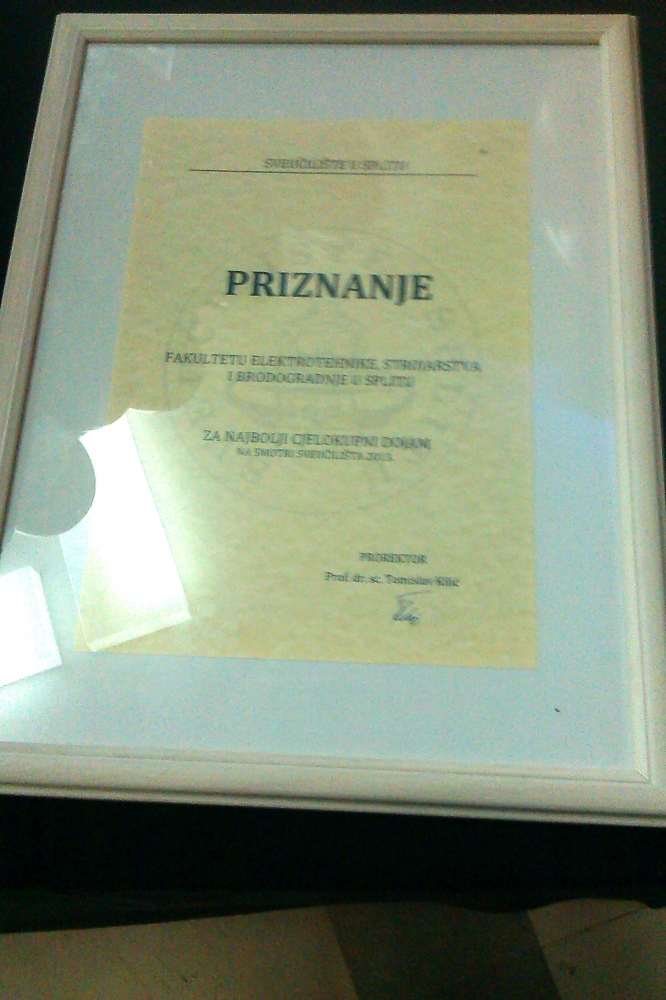 SVEUČILIŠTE U SPLITU
PRIZNANJE
FAKULTETU ELEKTROTEHNIKE, STROJARSTVA
I BRODOGRADNJE U SPLITU
ZA NAJBOLJI CJELOKUPNI DOJAM
NA SMOTRI SVEUČILIŠTA 2013.
PROREKTOR
Prof. dr. sc. Tomislav Kilić